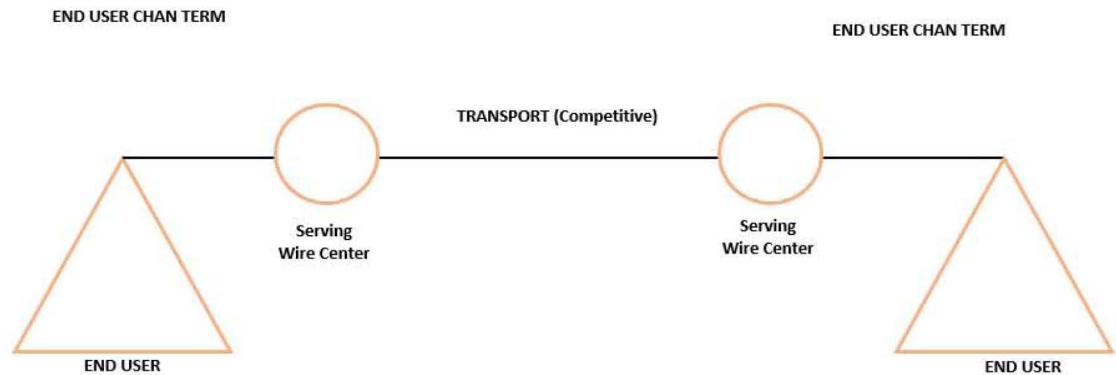 END USER CHAN TERM
END USER CHAN TERM
TRANSPORT (Competitive)
Serving
Wire Center
Serving
Wire Center
END USER
END USER